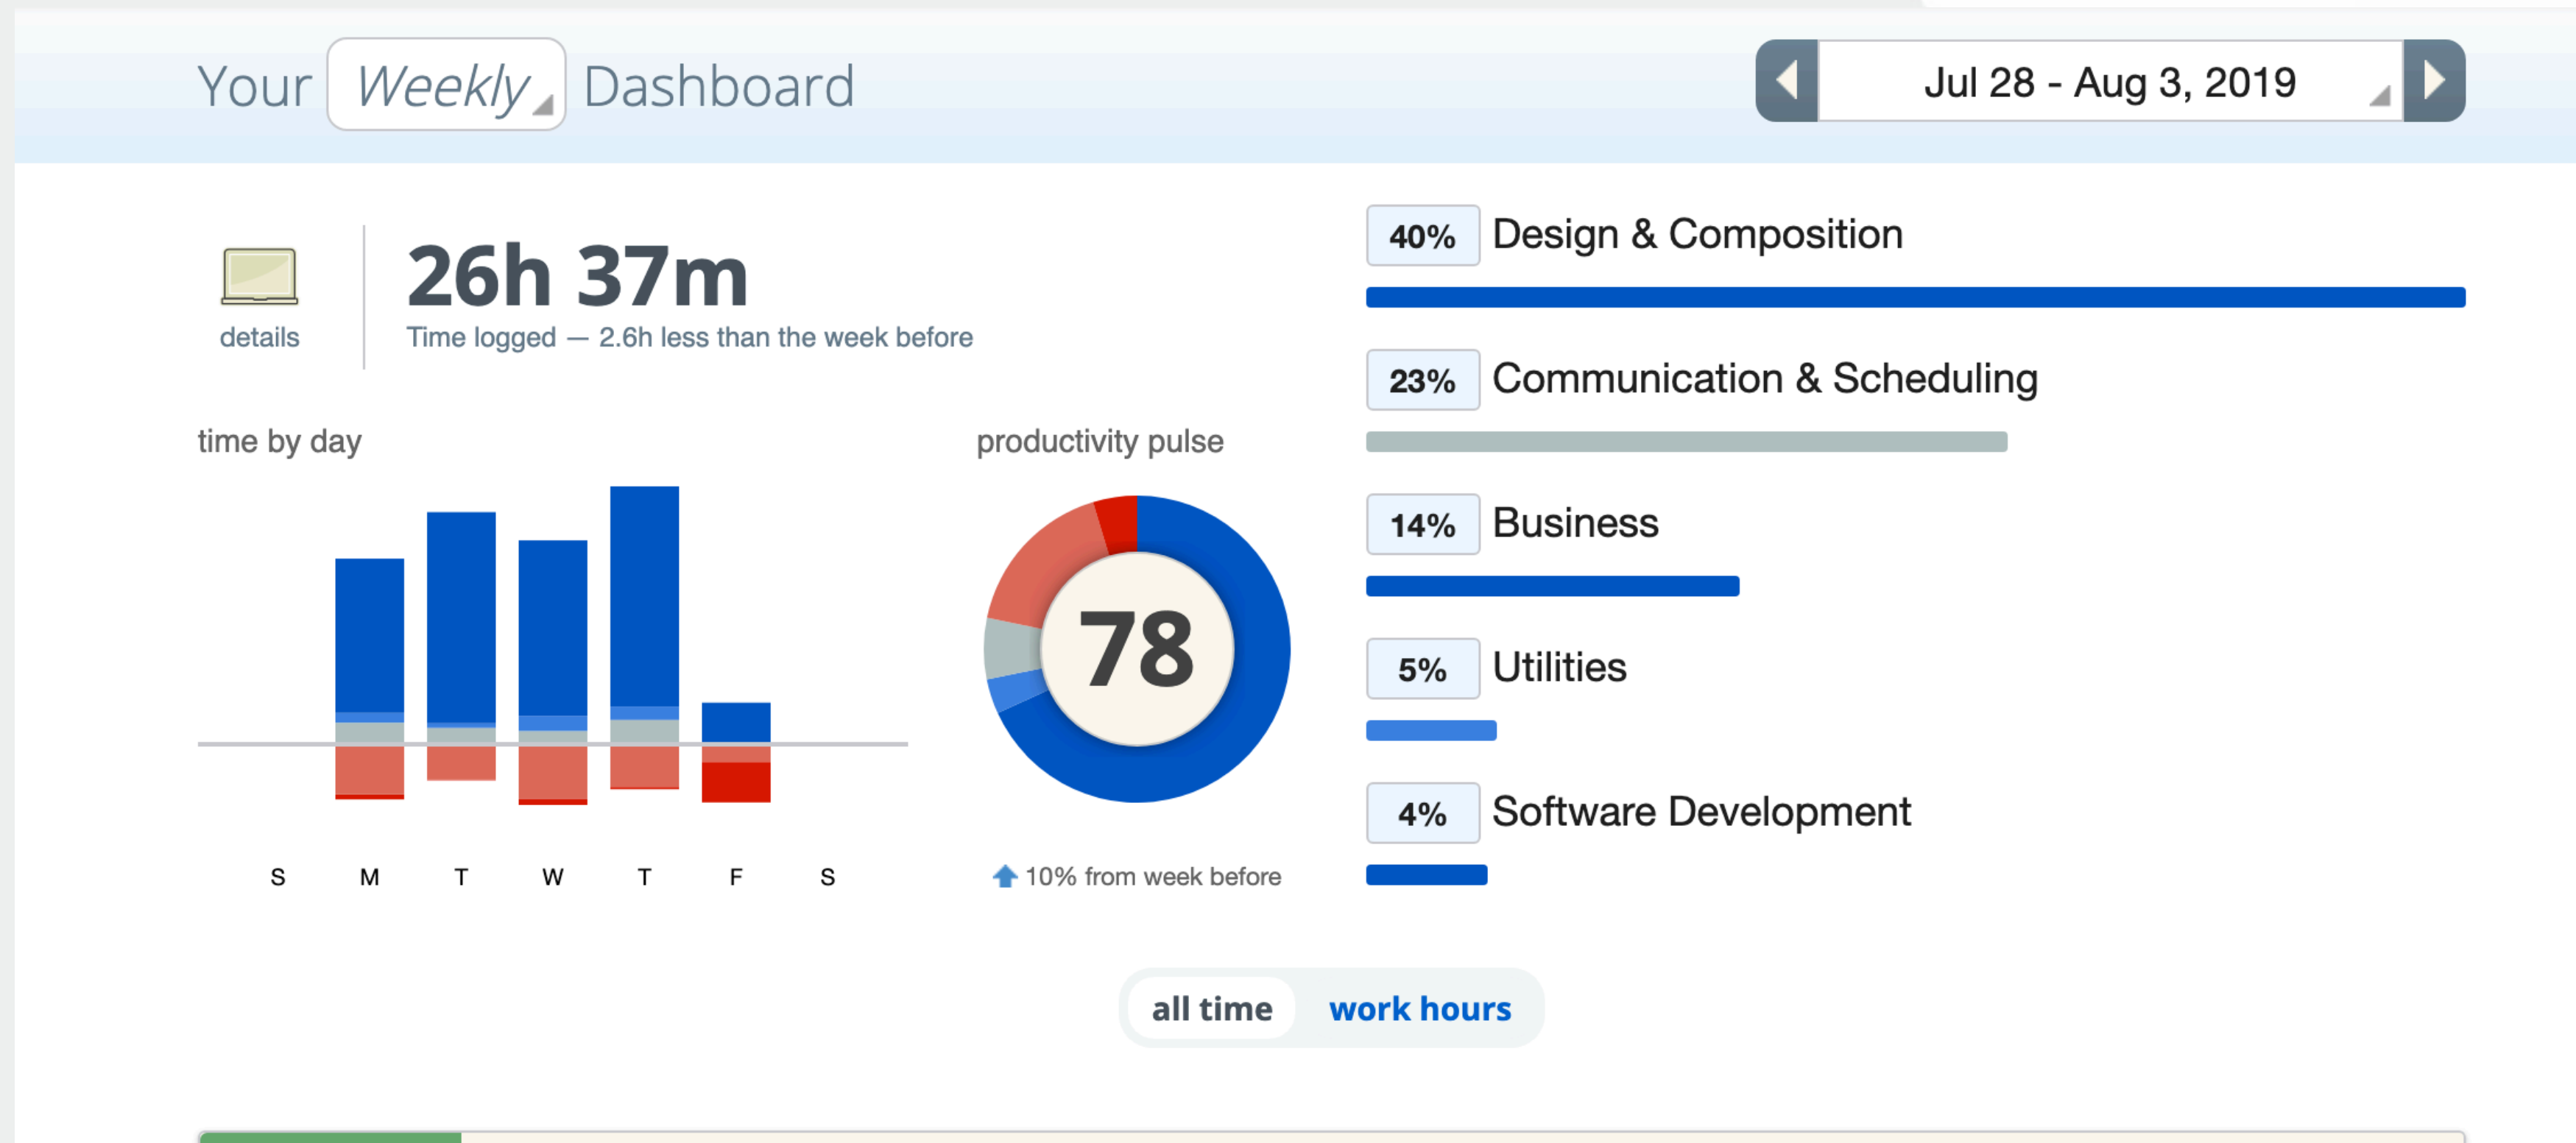 Your Weekly Dashboard
Jul 28 - Aug 3, 2019
details
26h 37m
Time logged — 2.6h less than the week before
time by day
S M T W T F S
productivity pulse
78
10% from week before
40% Design & Composition
23% Communication & Scheduling
14% Business
5% Utilities
4% Software Development
all time work hours